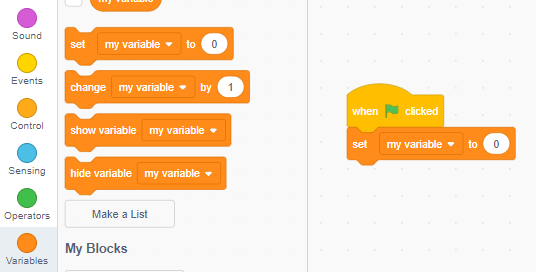 my variable
Sound
set my variable to 0
Events
change my variable by 1
Control
show variable my variable
Sensing
hide variable my variable
Operators
Make a List
Variables
My Blocks
when clicked
set my variable to 0